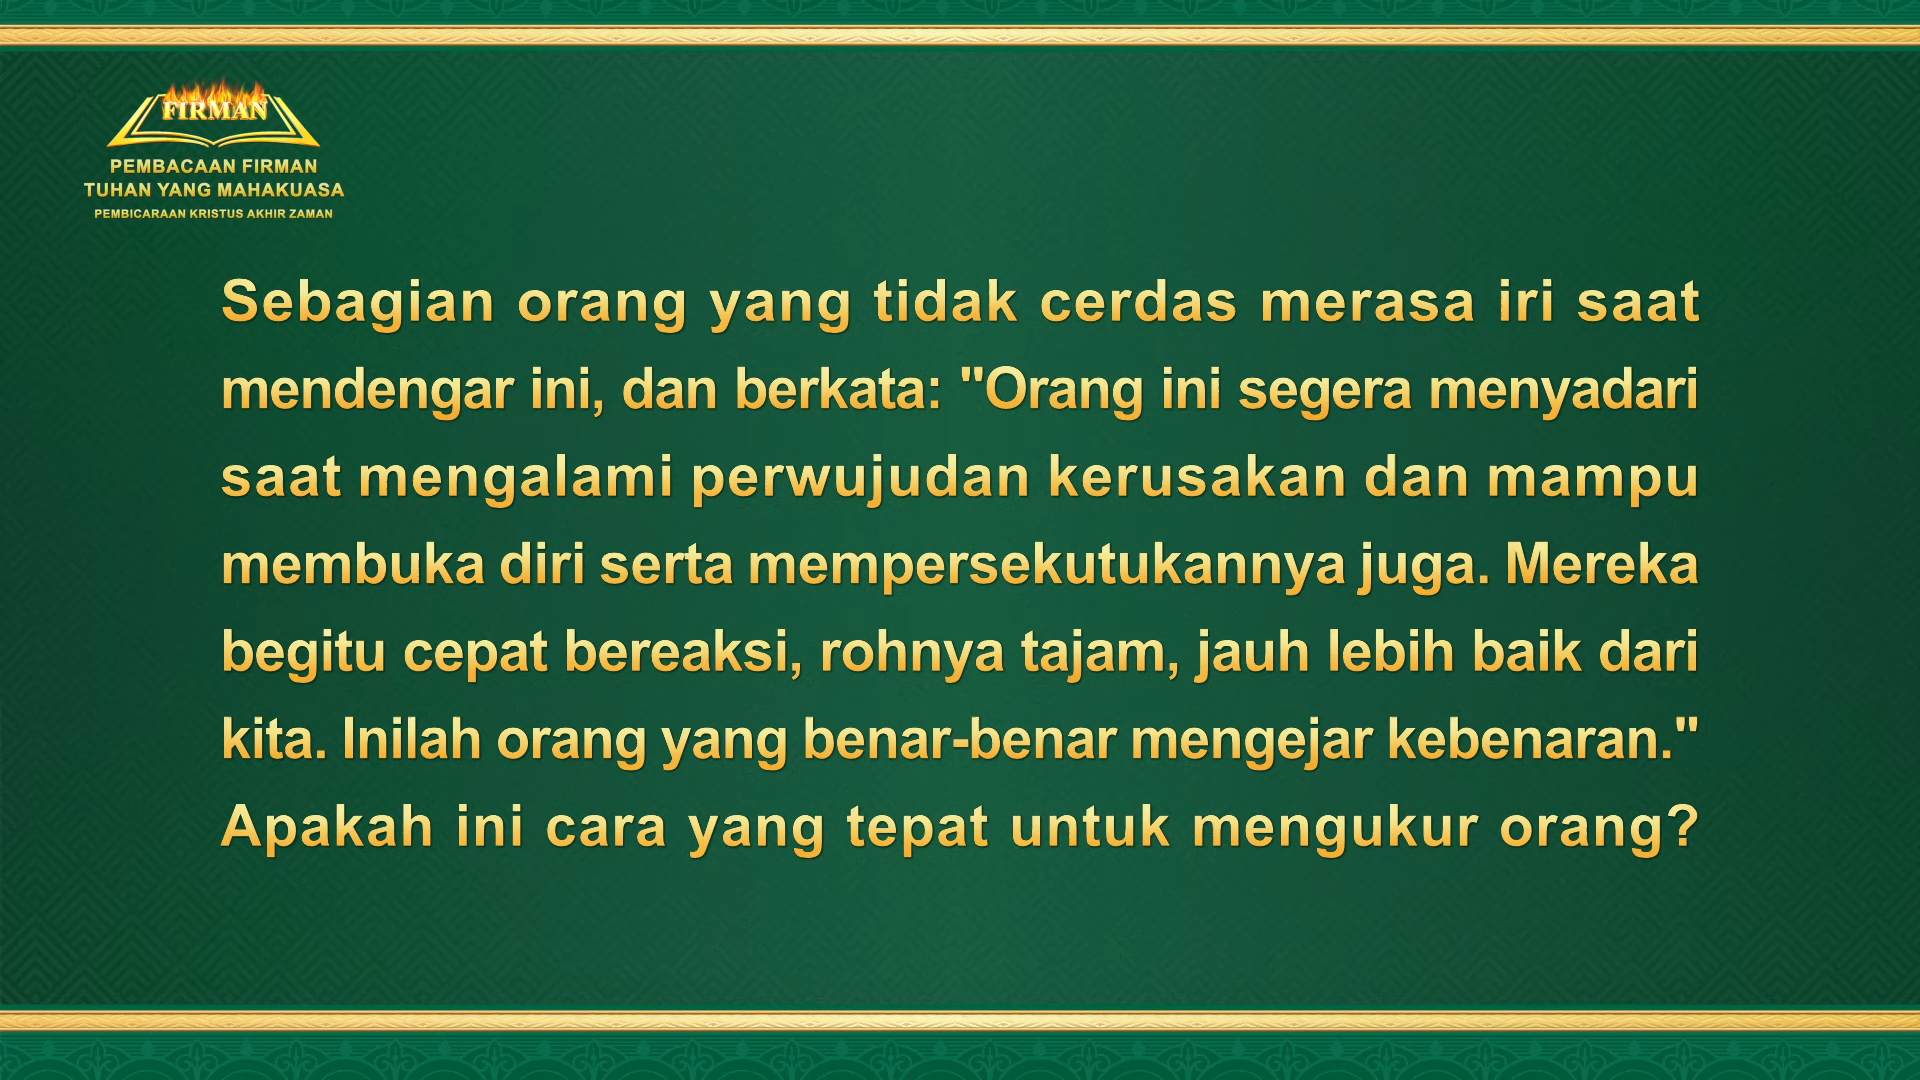 FIRMAN
PEMBACAAN FIRMAN
TUHAN YANG MAHAKUASA
PEMBICARAAN KRISTUS AKHIR ZAMAN
Sebagian orang yang tidak cerdas merasa iri saat
mendengar ini, dan berkata: "Orang ini segera menyadari
saat mengalami perwujudan kerusakan dan mampu
membuka diri serta mempersekutukannya juga. Mereka
begitu cepat bereaksi, rohnya tajam, jauh lebih baik dari
kita. Inilah orang yang benar-benar mengejar kebenaran."
Apakah ini cara yang tepat untuk mengukur orang?